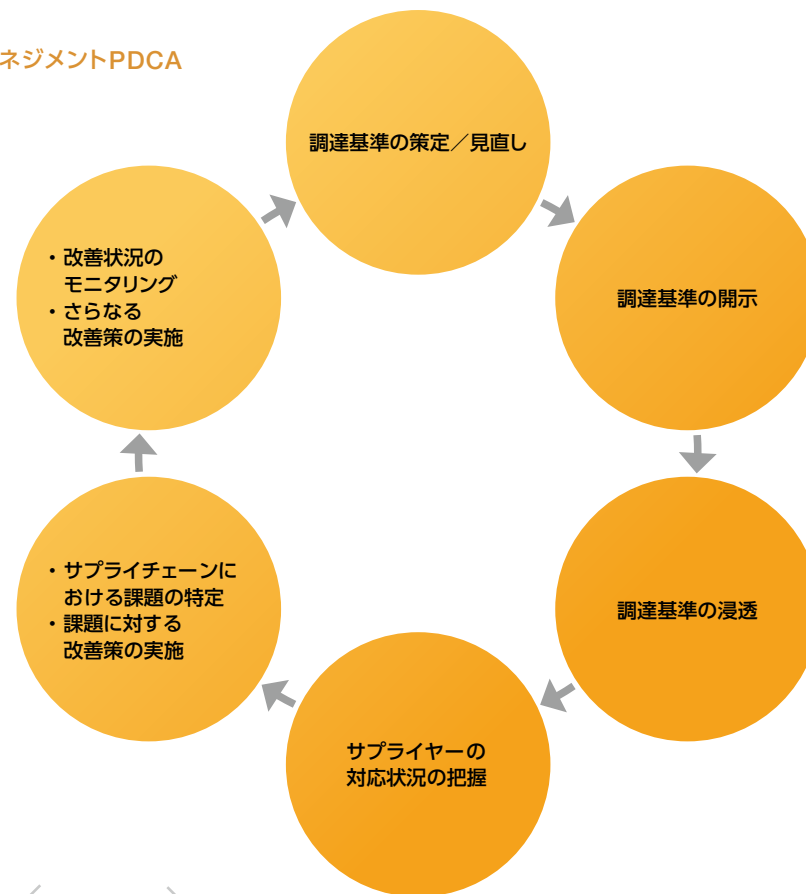 ネジメントPDCA
調達基準の策定／見直し
調達基準の開示
調達基準の浸透
サプライヤーの
対応状況の把握
・サプライチェーンに
おける課題の特定
・課題に対する
改善策の実施
・改善状況の
モニタリング
・さらなる
改善策の実施